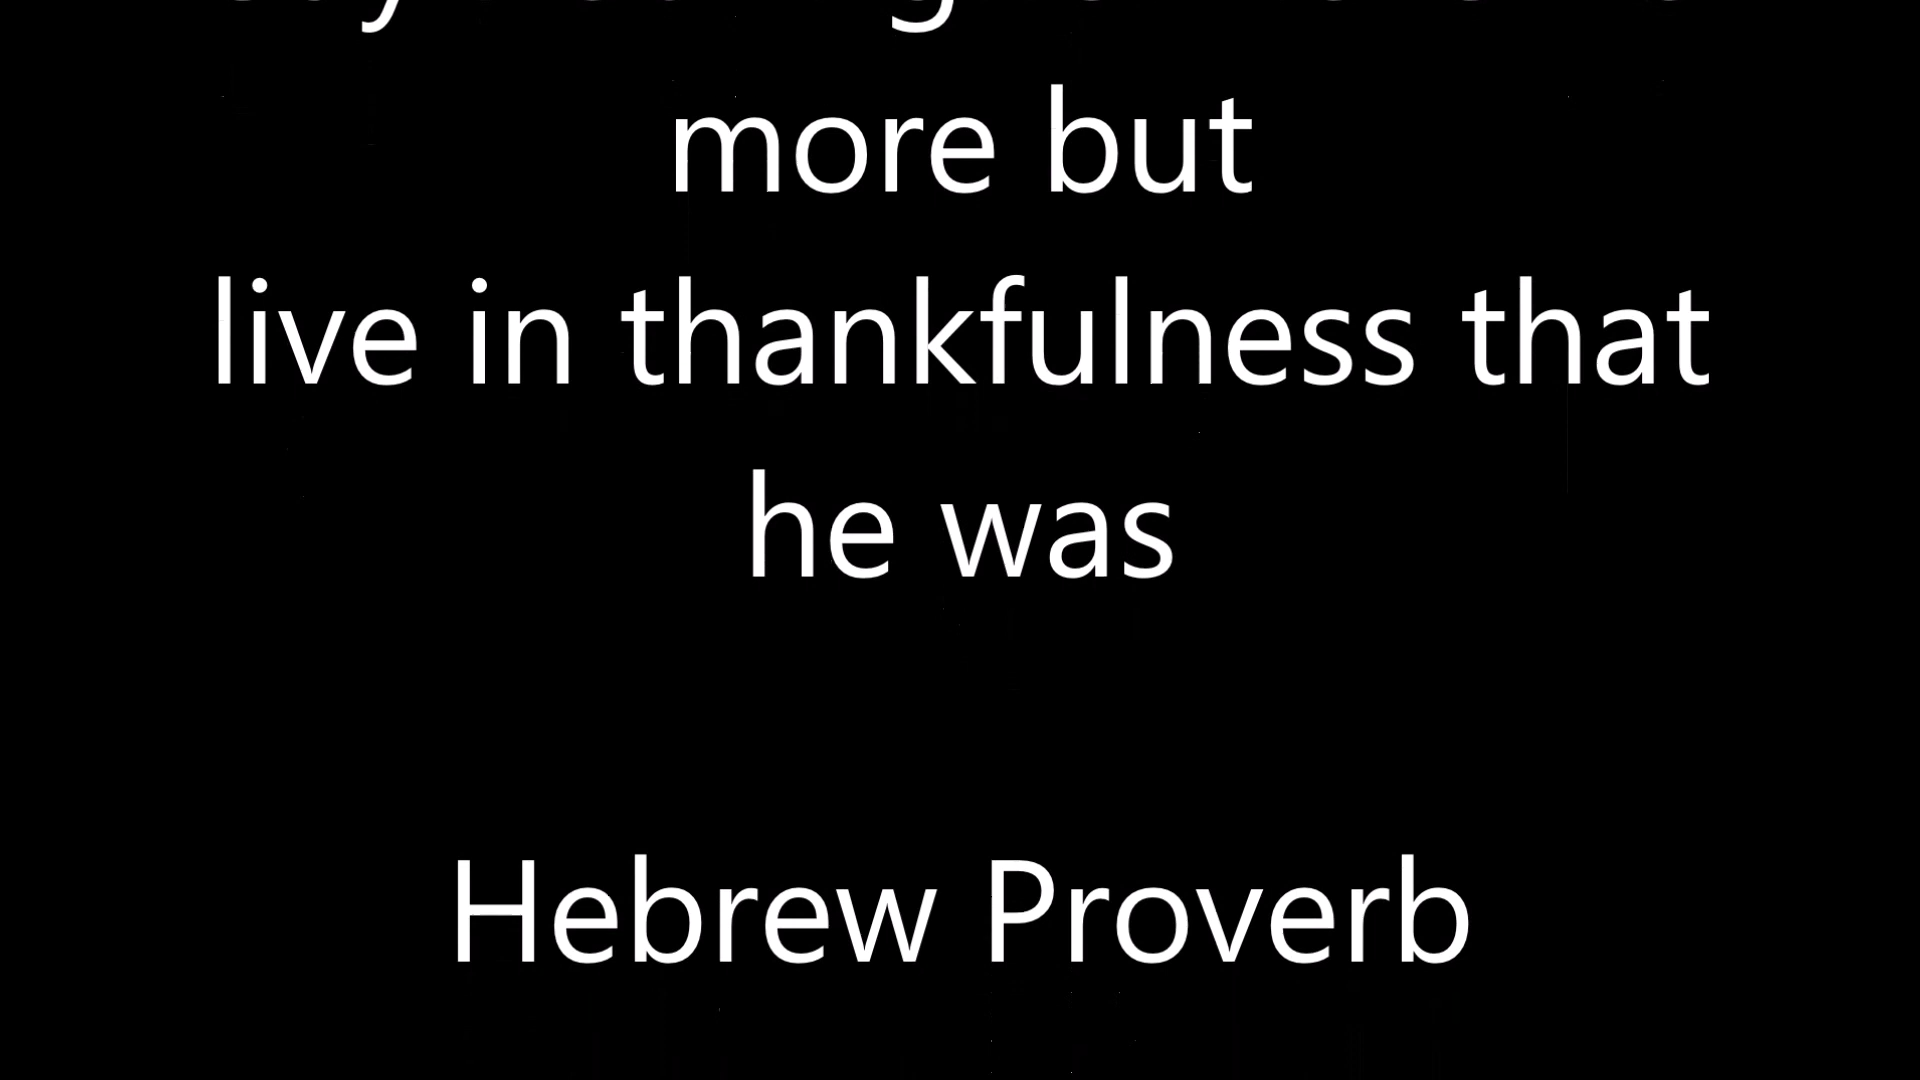 more but
live in thankfulness that
he was
Hebrew Proverb